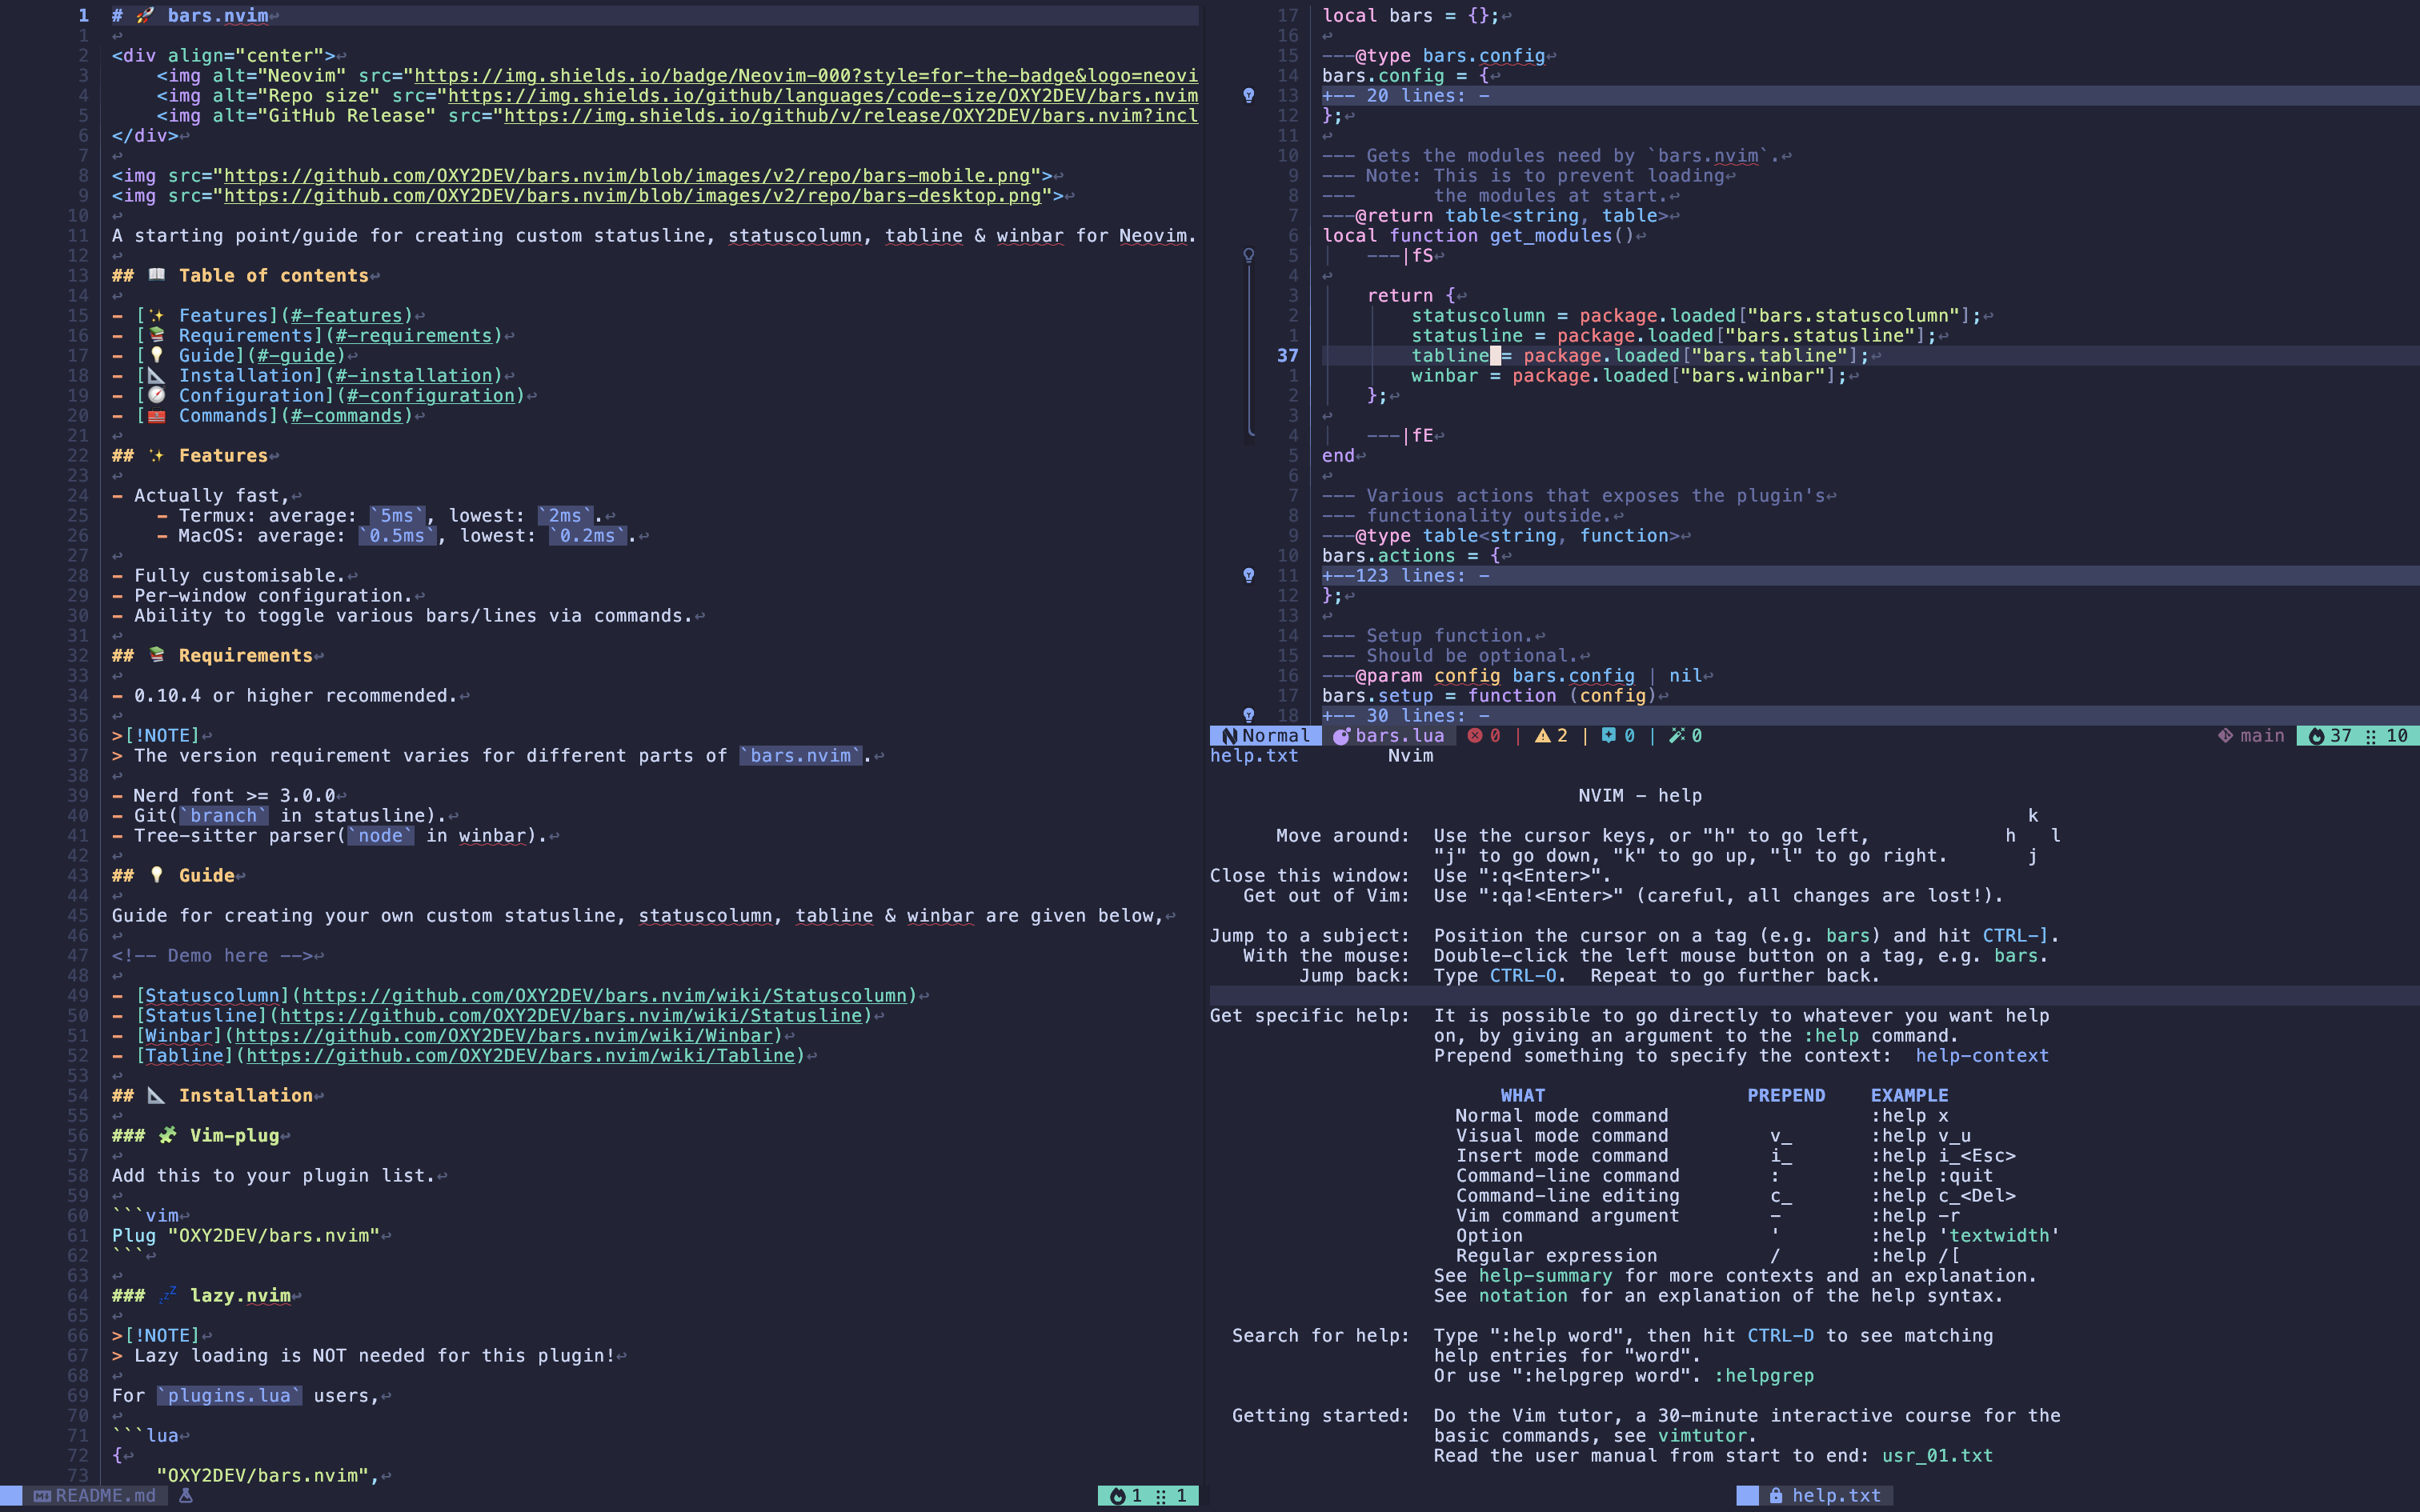 1 # 🚀 bars.nvim↩
1 ↩
2 <div align="center">↩
3     <img alt="Neovim" src="https://img.shields.io/badge/Neovim-000?style=for-the-badge&logo=neovi
4     <img alt="Repo size" src="https://img.shields.io/github/languages/code-size/OXY2DEV/bars.nvim
5     <img alt="GitHub Release" src="https://img.shields.io/github/v/release/OXY2DEV/bars.nvim?incl
6 </div>↩
7 ↩
8 <img src="https://github.com/OXY2DEV/bars.nvim/blob/images/v2/repo/bars-mobile.png">↩
9 <img src="https://github.com/OXY2DEV/bars.nvim/blob/images/v2/repo/bars-desktop.png">↩
10 ↩
11 A starting point/guide for creating custom statusline, statuscolumn, tabline & winbar for Neovim.
12 ↩
13 ## 📖 Table of contents↩
14 ↩
15 - [✨ Features](#-features)↩
16 - [📚 Requirements](#-requirements)↩
17 - [💡 Guide](#-guide)↩
18 - [📐 Installation](#-installation)↩
19 - [🧭 Configuration](#-configuration)↩
20 - [🧰 Commands](#-commands)↩
21 ↩
22 ## ✨ Features↩
23 ↩
24 - Actually fast,↩
25     - Termux: average: `5ms`, lowest: `2ms`.↩
26     - MacOS: average: `0.5ms`, lowest: `0.2ms`.↩
27 ↩
28 - Fully customisable.↩
29 - Per-window configuration.↩
30 - Ability to toggle various bars/lines via commands.↩
31 ↩
32 ## 📚 Requirements↩
33 ↩
34 - 0.10.4 or higher recommended.↩
35 ↩
36 >[!NOTE]↩
37 > The version requirement varies for different parts of `bars.nvim`.↩
38 ↩
39 - Nerd font >= 3.0.0↩
40 - Git(`branch` in statusline).↩
41 - Tree-sitter parser(`node` in winbar).↩
42 ↩
43 ## 💡 Guide↩
44 ↩
45 Guide for creating your own custom statusline, statuscolumn, tabline & winbar are given below,↩
46 ↩
47 <!-- Demo here -->↩
48 ↩
49 - [Statuscolumn](https://github.com/OXY2DEV/bars.nvim/wiki/Statuscolumn)↩
50 - [Statusline](https://github.com/OXY2DEV/bars.nvim/wiki/Statusline)↩
51 - [Winbar](https://github.com/OXY2DEV/bars.nvim/wiki/Winbar)↩
52 - [Tabline](https://github.com/OXY2DEV/bars.nvim/wiki/Tabline)↩
53 ↩
54 ## 📐 Installation↩
55 ↩
56 ### 🧩 Vim-plug↩
57 ↩
58 Add this to your plugin list.↩
59 ↩
60 ```vim↩
61 Plug "OXY2DEV/bars.nvim"↩
62 ```↩
63 ↩
64 ### 💤 lazy.nvim↩
65 ↩
66 >[!NOTE]↩
67 > Lazy loading is NOT needed for this plugin!↩
68 ↩
69 For `plugins.lua` users,↩
70 ↩
71 ```lua↩
72 {↩
73     "OXY2DEV/bars.nvim",↩
README.md 1 1
17 local bars = {};↩
16 ↩
15 ---@type bars.config↩
14 bars.config = {↩
13 +-- 20 lines: -
12 };↩
11 ↩
10 --- Gets the modules need by `bars.nvim`.↩
9 --- Note: This is to prevent loading↩
8 ---       the modules at start.↩
7 ---@return table<string, table>↩
6 local function get_modules()↩
5     ---|fS↩
4 ↩
3     return {↩
2         statuscolumn = package.loaded["bars.statuscolumn"];↩
1         statusline = package.loaded["bars.statusline"];↩
37         tabline = package.loaded["bars.tabline"];↩
1         winbar = package.loaded["bars.winbar"];↩
2     };↩
3 ↩
4     ---|fE↩
5 end↩
6 ↩
7 --- Various actions that exposes the plugin's↩
8 --- functionality outside.↩
9 ---@type table<string, function>↩
10 bars.actions = {↩
11 +--123 lines: -
12 };↩
13 ↩
14 --- Setup function.↩
15 --- Should be optional.↩
16 ---@param config bars.config | nil↩
17 bars.setup = function (config)↩
18 +-- 30 lines: -
Normal bars.lua 0 | 2 | 0 | 0 main 37 10
help.txt        Nvim
NVIM - help
k
Move around:  Use the cursor keys, or "h" to go left,            h   l
"j" to go down, "k" to go up, "l" to go right.       j
Close this window:  Use ":q<Enter>".
Get out of Vim:  Use ":qa!<Enter>" (careful, all changes are lost!).
Jump to a subject:  Position the cursor on a tag (e.g. bars) and hit CTRL-].
With the mouse:  Double-click the left mouse button on a tag, e.g. bars.
Jump back:  Type CTRL-O.  Repeat to go further back.
Get specific help:  It is possible to go directly to whatever you want help
on, by giving an argument to the :help command.
Prepend something to specify the context:  help-context
WHAT                  PREPEND    EXAMPLE
Normal mode command                  :help x
Visual mode command         v_       :help v_u
Insert mode command         i_       :help i_<Esc>
Command-line command        :        :help :quit
Command-line editing        c_       :help c_<Del>
Vim command argument        -        :help -r
Option                      '        :help 'textwidth'
Regular expression          /        :help /[
See help-summary for more contexts and an explanation.
See notation for an explanation of the help syntax.
Search for help:  Type ":help word", then hit CTRL-D to see matching
help entries for "word".
Or use ":helpgrep word". :helpgrep
Getting started:  Do the Vim tutor, a 30-minute interactive course for the
basic commands, see vimtutor.
Read the user manual from start to end: usr_01.txt
help.txt